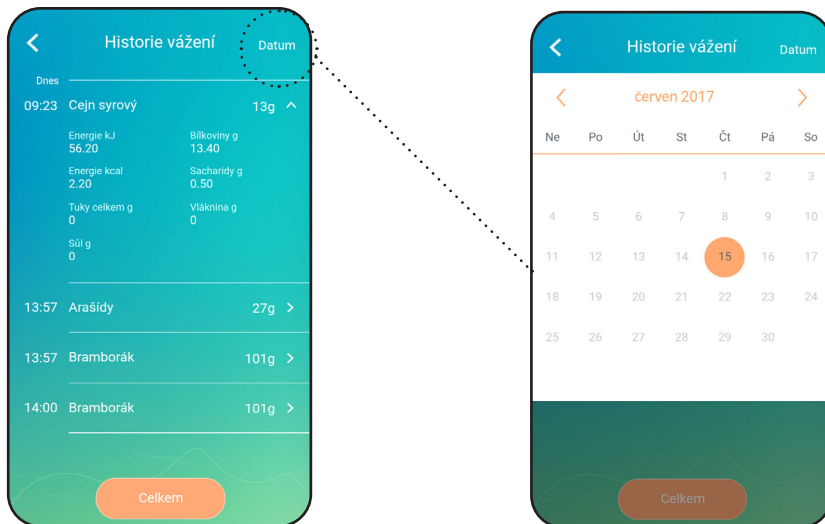 Historie vážení
Datum
Dnes
09:23 Cejn syrový 13g
Energie kJ Bílkoviny g
56.20 13.40
Energie kcal Sacharidy g
2.20 0.50
Tuky celkem g Vláknina g
0 0
Sůl g
0
13:57 Arašídy 27g
13:57 Bramborák 101g
14:00 Bramborák 101g
Celkem
Historie vážení
Datum
červen 2017
Ne Po Út St Čt Pá So
1 2 3
4 5 6 7 8 9 10
11 12 13 14 15 16 17
18 19 20 21 22 23 24
25 26 27 28 29 30
Celkem